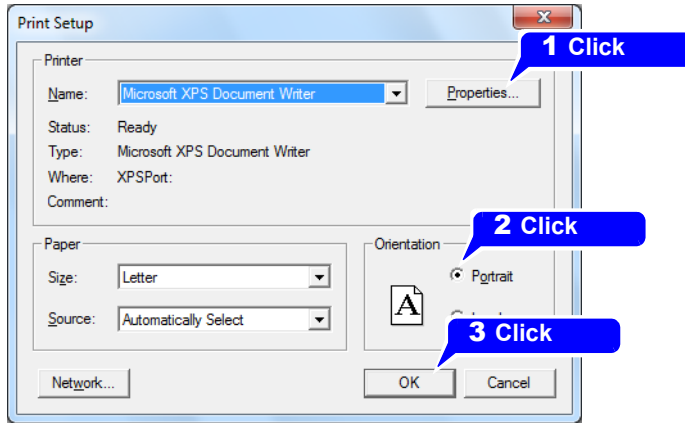 Print Setup
1 Click
Printer
Name: Microsoft XPS Document Writer Properties...
Status: Ready
Type: Microsoft XPS Document Writer
Where: XPSPort:
Comment:
2 Click
Paper Orientation
Size: Letter Portrait
Source: Automatically Select
A
3 Click
Network... OK Cancel